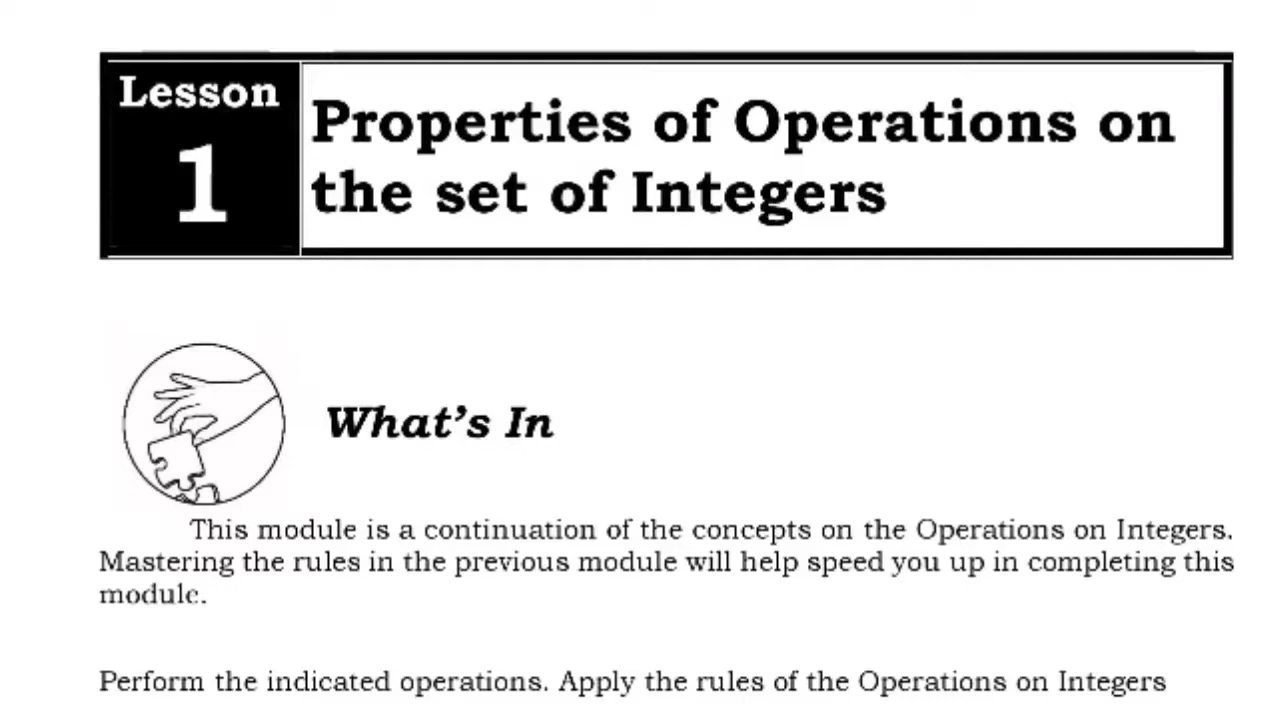 Lesson
1
Properties of Operations on
the set of Integers
What's In
This module is a continuation of the concepts on the Operations on Integers.
Mastering the rules in the previous module will help speed you up in completing this
module.
Perform the indicated operations. Apply the rules of the Operations on Integers